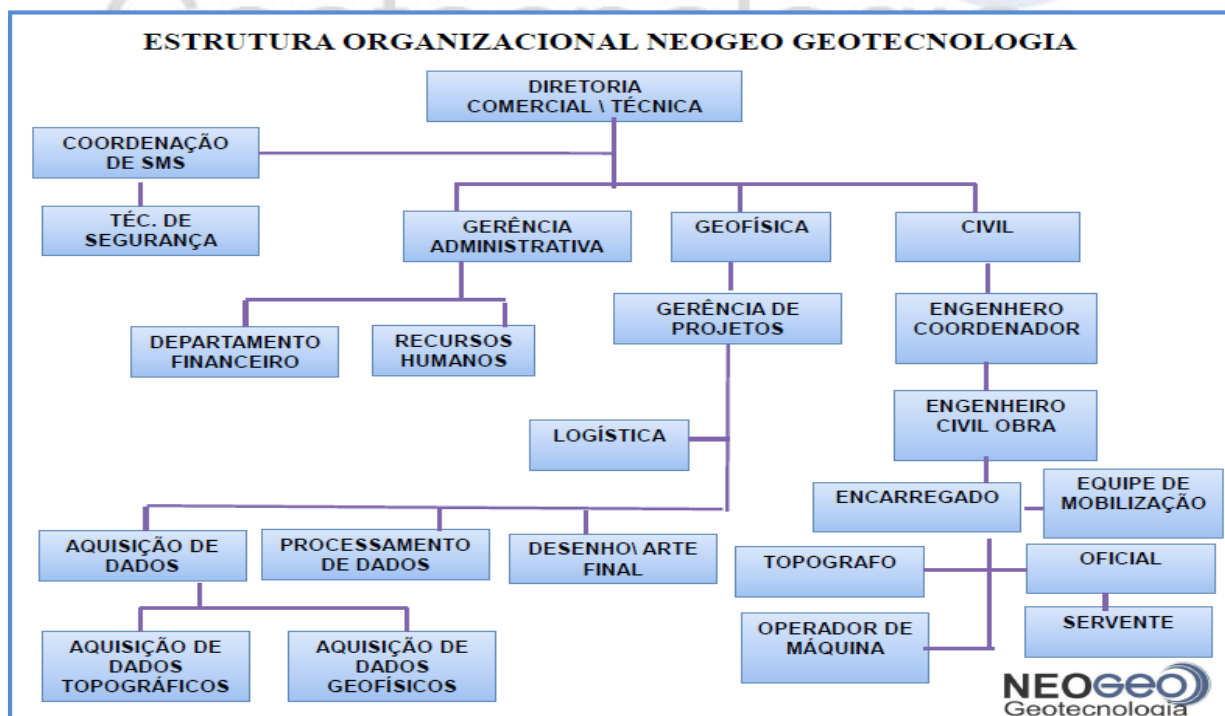 Geotecnologia
ESTRUTURA ORGANIZACIONAL NEOGEO GEOTECNOLOGIA
DIRETORIA
COMERCIAL \ TÉCNICA
COORDENAÇÃO
DE SMS
TÉC. DE
SEGURANÇA
GERÊNCIA
ADMINISTRATIVA
GEOFÍSICA
CIVIL
DEPARTAMENTO
FINANCEIRO
RECURSOS
HUMANOS
GERÊNCIA DE
PROJETOS
ENGENHERO
COORDENADOR
LOGÍSTICA
ENGENHEIRO
CIVIL OBRA
ENCARREGADO
EQUIPE DE
MOBILIZAÇÃO
AQUISIÇÃO DE
DADOS
PROCESSAMENTO
DE DADOS
DESENHO\ ARTE
FINAL
TOPOGRAFO
OFICIAL
AQUISIÇÃO DE
DADOS
TOPOGRÁFICOS
AQUISIÇÃO DE
DADOS
GEOFÍSICOS
OPERADOR DE
MÁQUINA
SERVENTE
NEOGEO
Geotecnologia